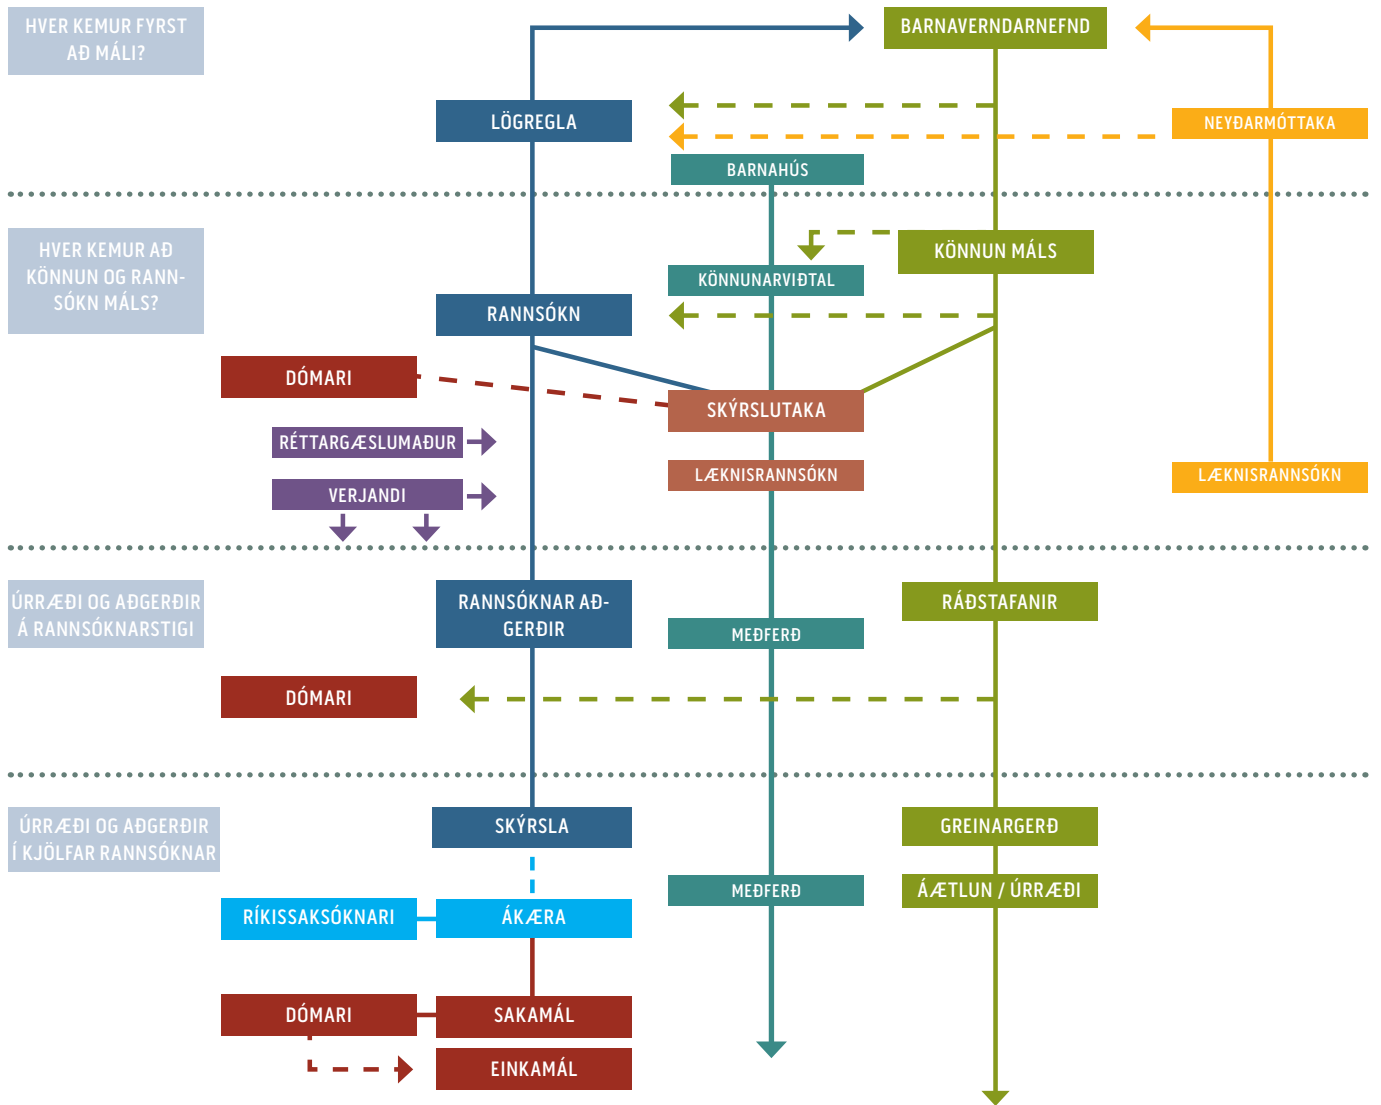 HVER KEMUR FYRST
AÐ MÁLI?
BARNAVERNDARNEFND
LÖGREGLA
NEYÐARMÓTTAKA
BARNAHÚS
HVER KEMUR AÐ
KÖNNUN OG RANN-
SÓKN MÁLS?
KÖNNUN MÁLS
KÖNNUNARVIÐTAL
RANNSÓKN
DÓMARI
SKÝRSLUTAKA
RÉTTARGÆSLUMAÐUR
LÆKNISRANNSÓKN
LÆKNISRANNSÓKN
VERJANDI
ÚRRÆÐI OG AÐGERÐIR
Á RANNSÓKNARSTIGI
RANNSÓKNAR AÐ-
GERÐIR
RÁÐSTAFANIR
MEÐFERÐ
DÓMARI
ÚRRÆÐI OG AÐGERÐIR
Í KJÖLFAR RANNSÓKNAR
SKÝRSLA
GREINARGERÐ
MEÐFERÐ
ÁÆTLUN / ÚRRÆÐI
RÍKISSAKSÓKNARI
ÁKÆRA
DÓMARI
SAKAMÁL
EINKAMÁL